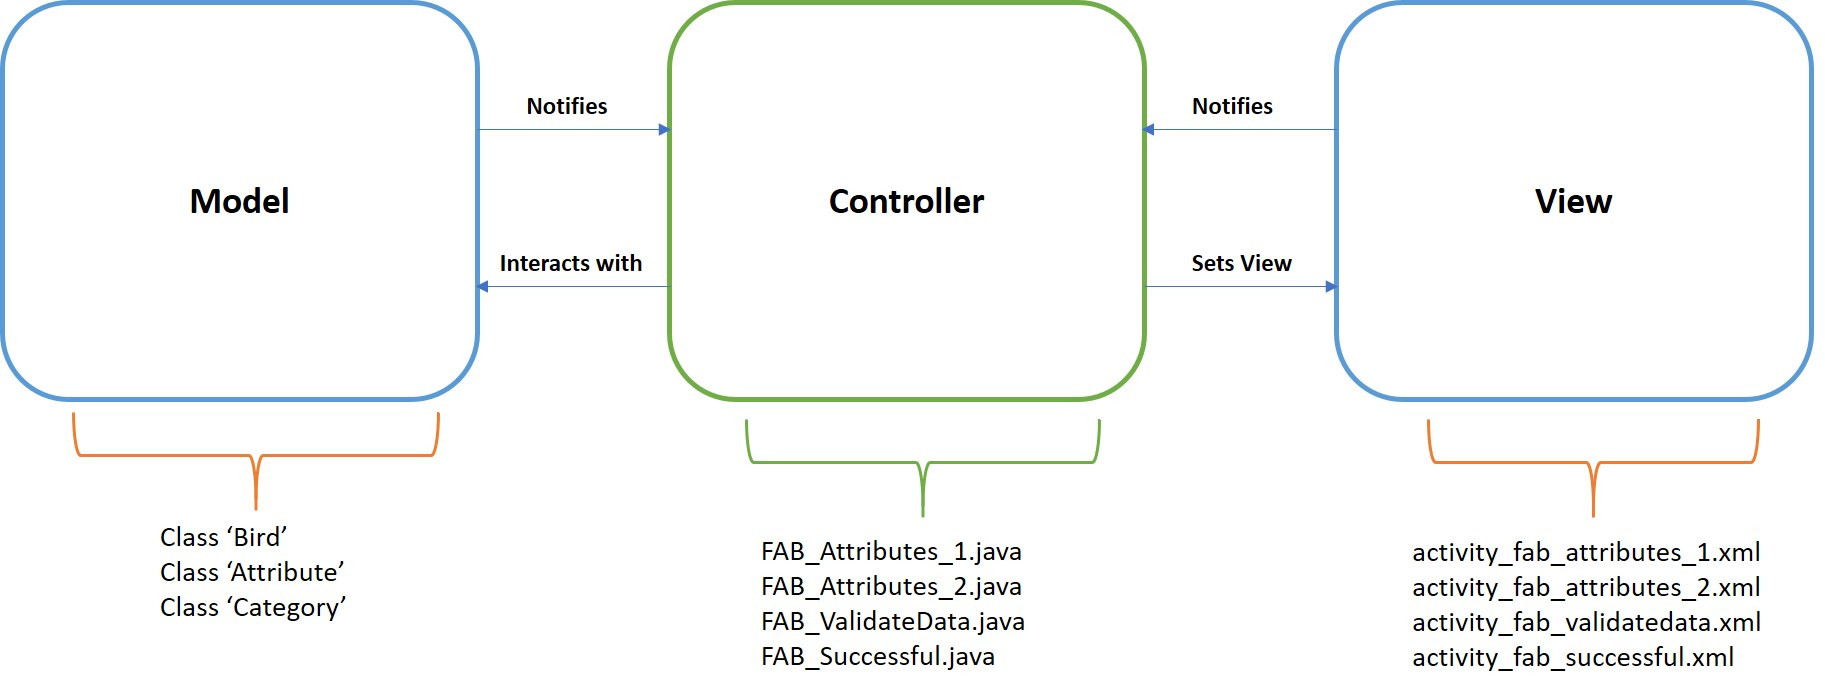 Notifies
Notifies
Model
Controller
View
Interacts with
Sets View
Class ‘Bird’
Class ‘Attribute’
Class ‘Category’
FAB_Attributes_1.java
FAB_Attributes_2.java
FAB_ValidateData.java
FAB_Successful.java
activity_fab_attributes_1.xml
activity_fab_attributes_2.xml
activity_fab_validatedata.xml
activity_fab_successful.xml